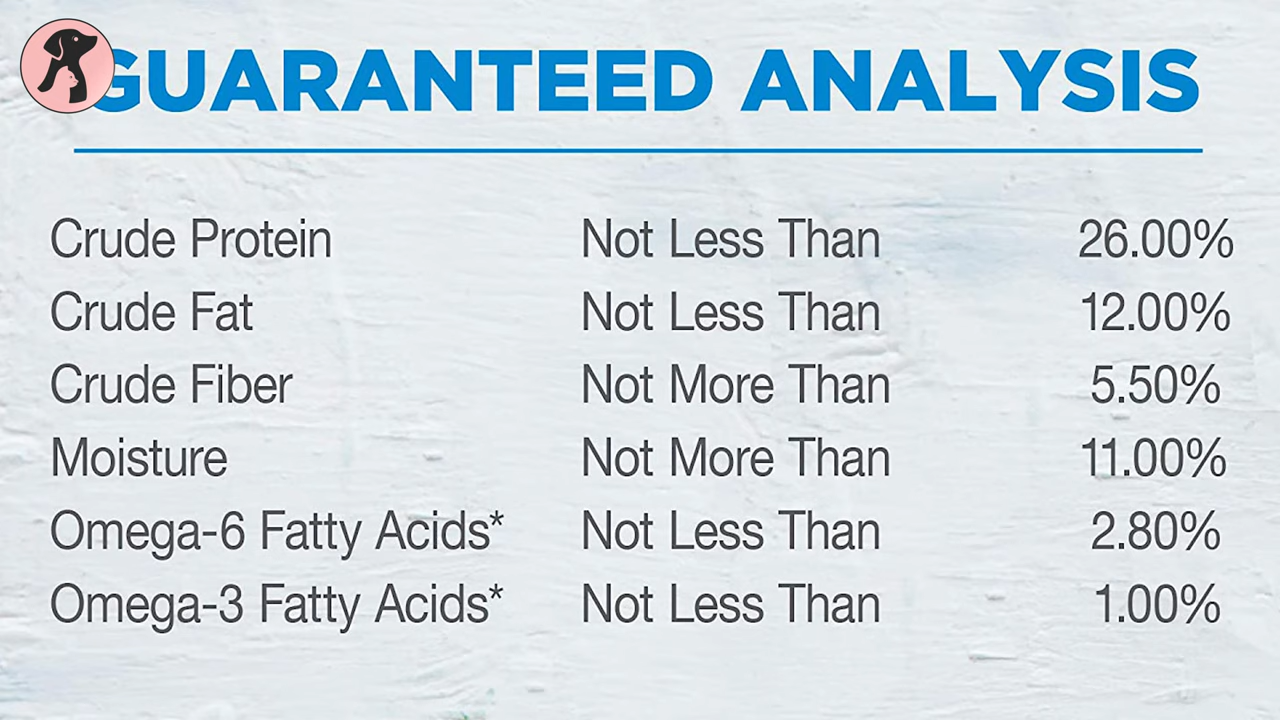 GUARANTEED ANALYSIS
Crude Protein Not Less Than 26.00%
Crude Fat Not Less Than 12.00%
Crude Fiber Not More Than 5.50%
Moisture Not More Than 11.00%
Omega-6 Fatty Acids* Not Less Than 2.80%
Omega-3 Fatty Acids* Not Less Than 1.00%